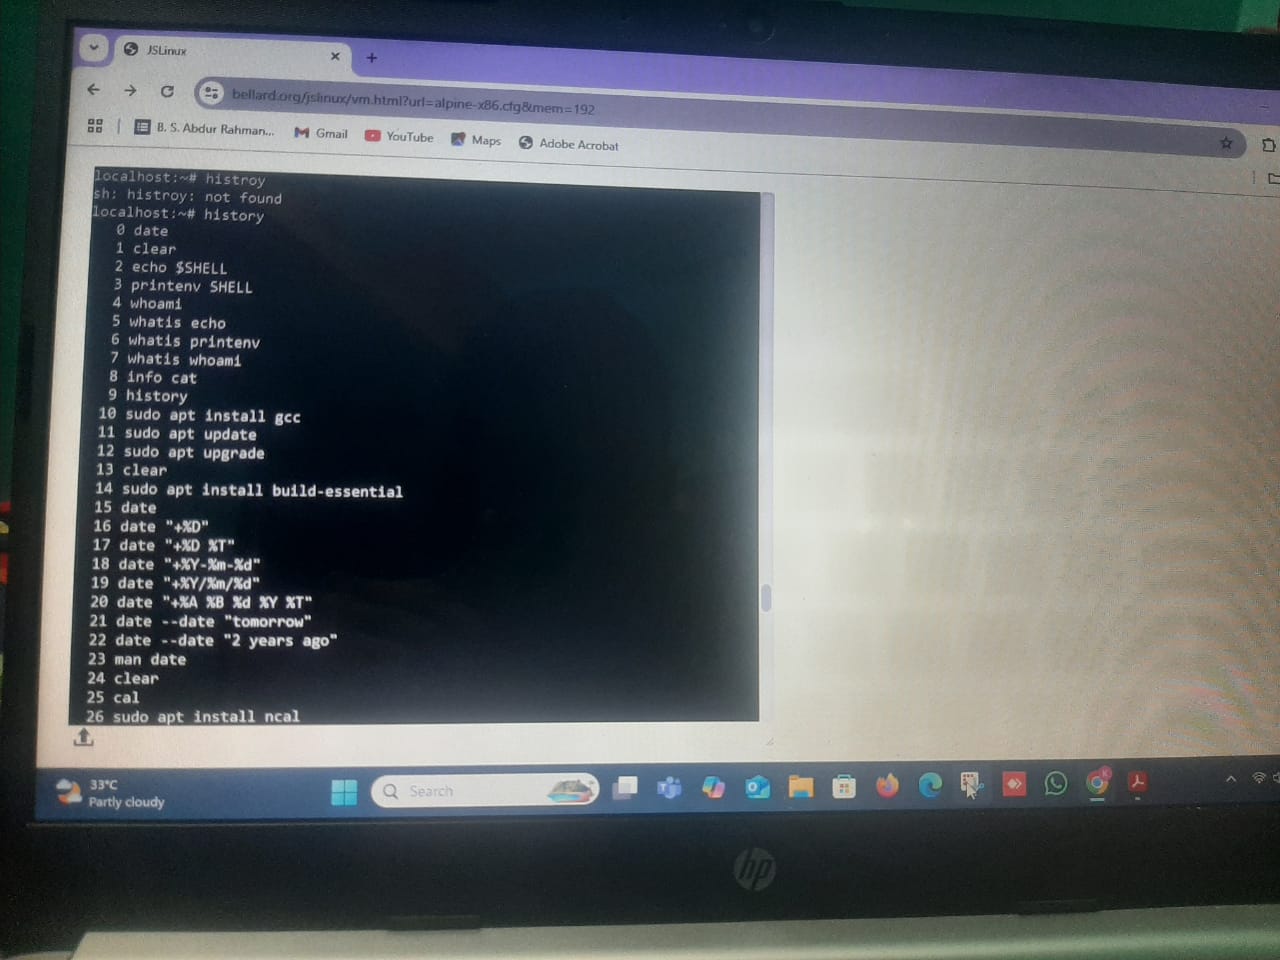 JSLinux
bellard.org/jslinux/vm.html?url=alpine-x86.cfg&mem=192
B. S. Abdur Rahman... Gmail YouTube Maps Adobe Acrobat
localhost:~# histroy
sh: histroy: not found
localhost:~# history
0 date
1 clear
2 echo $SHELL
3 printenv SHELL
4 whoami
5 whatis echo
6 whatis printenv
7 whatis whoami
8 info cat
9 history
10 sudo apt install gcc
11 sudo apt update
12 sudo apt upgrade
13 clear
14 sudo apt install build-essential
15 date
16 date "+%D"
17 date "+%D %T"
18 date "+%Y-%m-%d"
19 date "+%Y/%m/%d"
20 date "+%A %B %d %Y %T"
21 date --date "tomorrow"
22 date --date "2 years ago"
23 man date
24 clear
25 cal
26 sudo apt install ncal
33°C
Partly cloudy
Search
hp